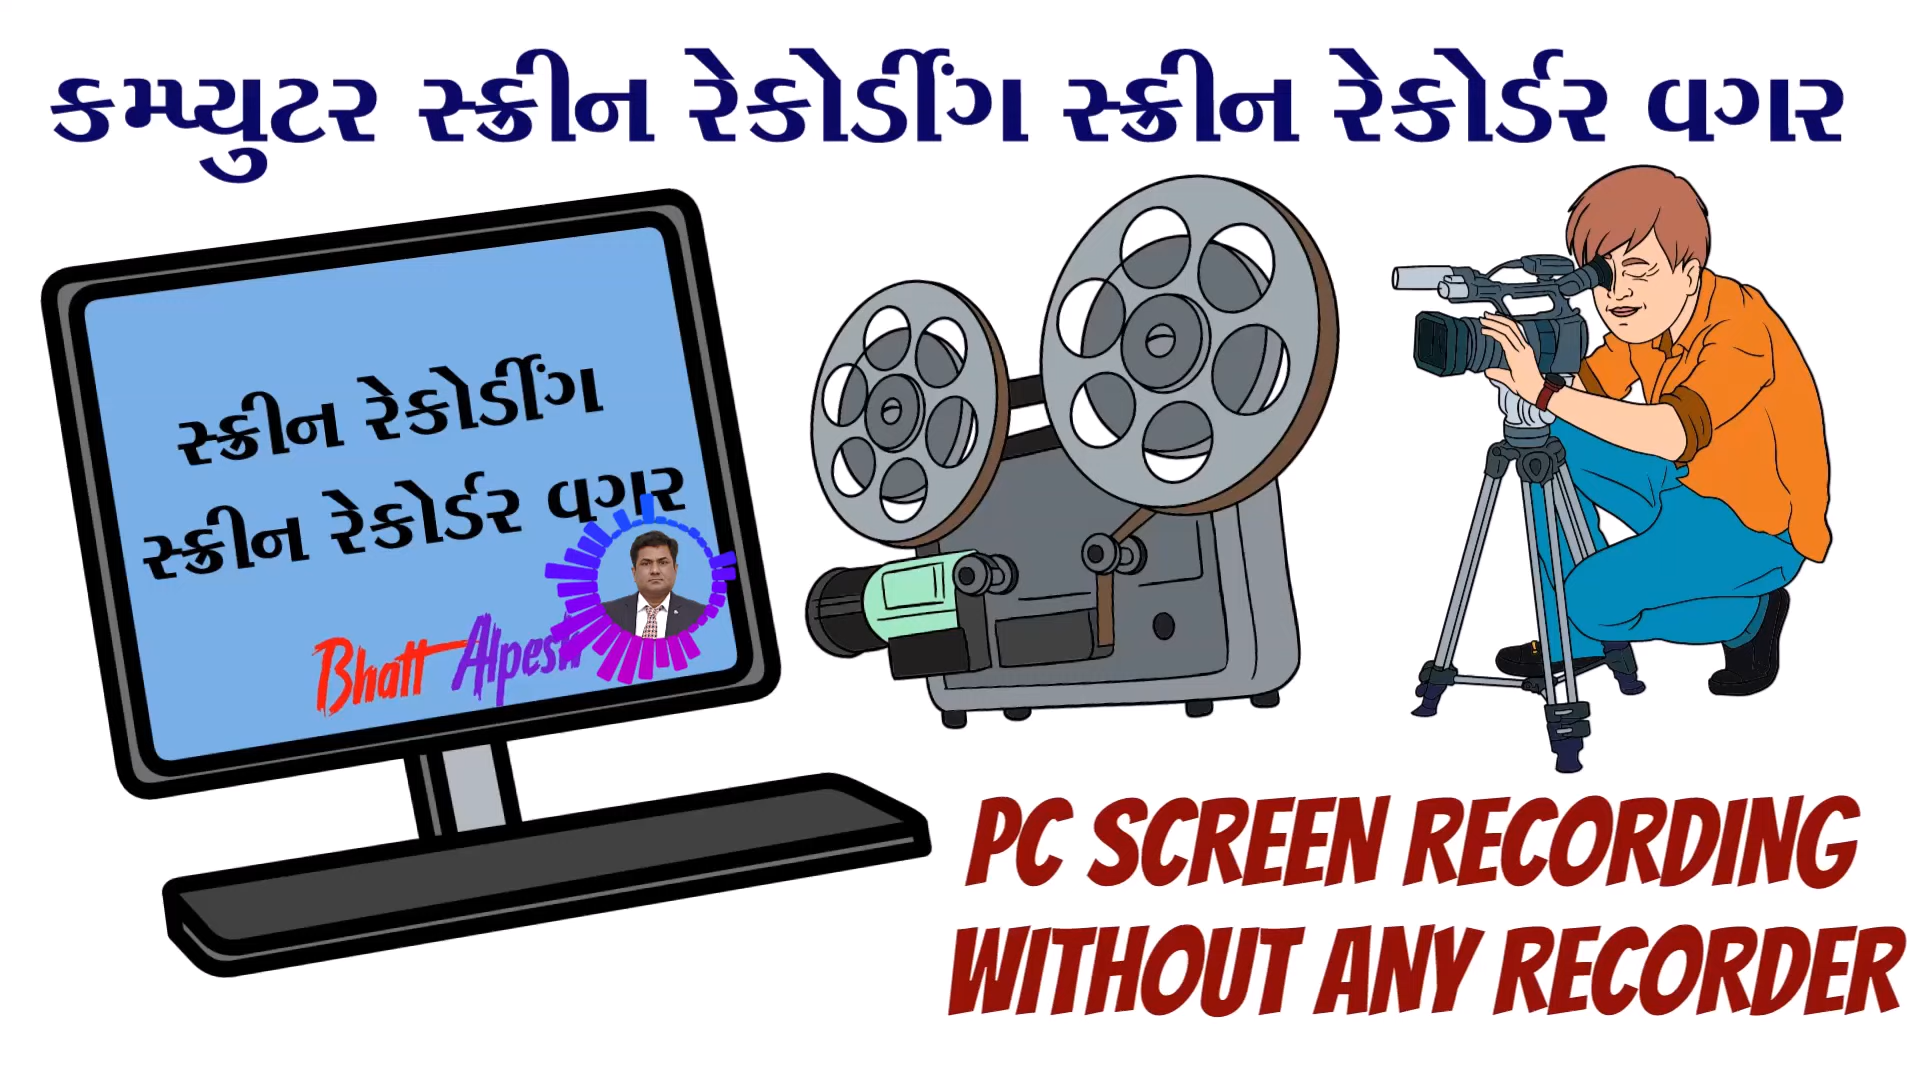 કમ્પ્યુટર સ્ક્રીન રેકોર્ડીંગ સ્ક્રીન રેકોર્ડર વગર
સ્ક્રીન રેકોર્ડીંગ
સ્ક્રીન રેકોર્ડર વગર
Bhatt Alpesh
PC SCREEN RECORDING
WITHOUT ANY RECORDER